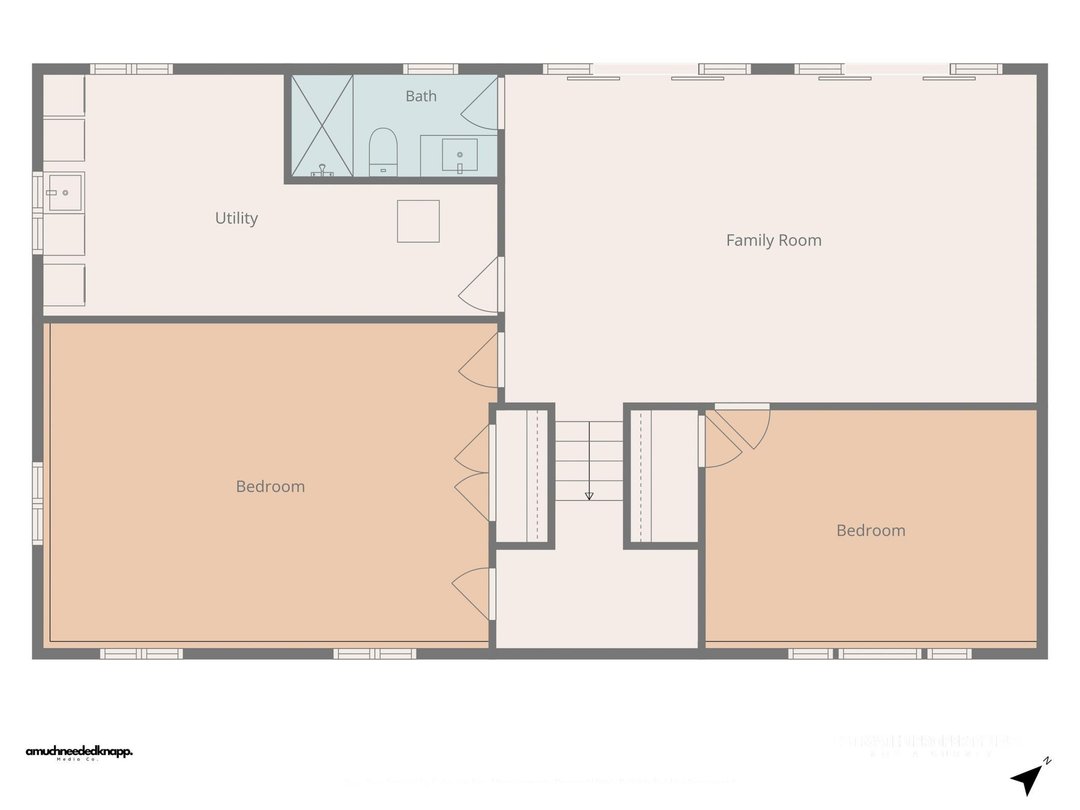 Bath
Utility
Family Room
Bedroom
Bedroom
amuchneededknapp.
Media Co.
N